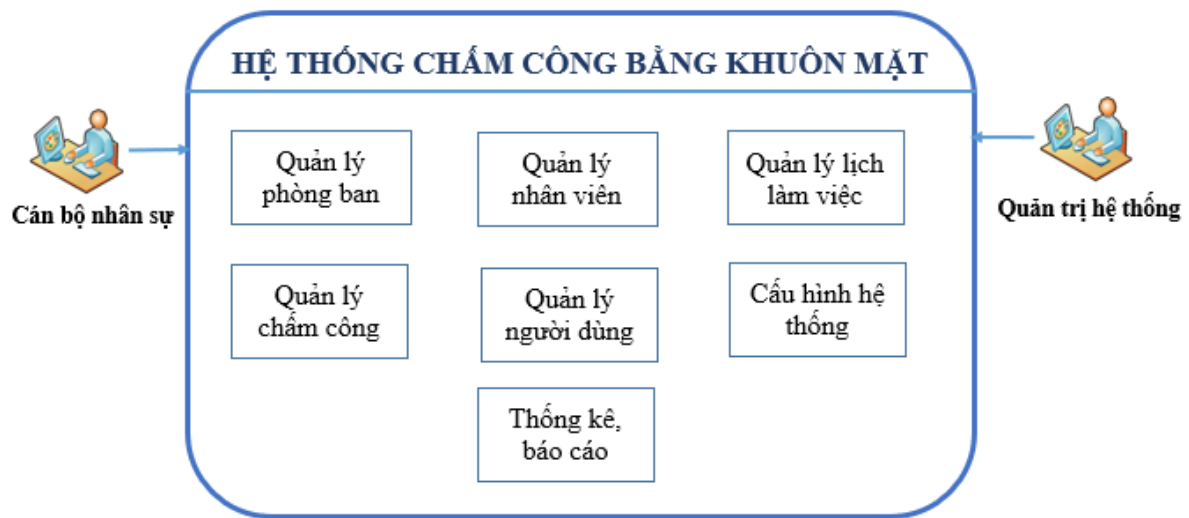 HỆ THỐNG CHẤM CÔNG BẰNG KHUÔN MẶT
Cán bộ nhân sự
Quản lý
phòng ban
Quản lý
nhân viên
Quản lý lịch
làm việc
Quản trị hệ thống
Quản lý
chấm công
Quản lý
người dùng
Cấu hình hệ
thống
Thống kê,
báo cáo